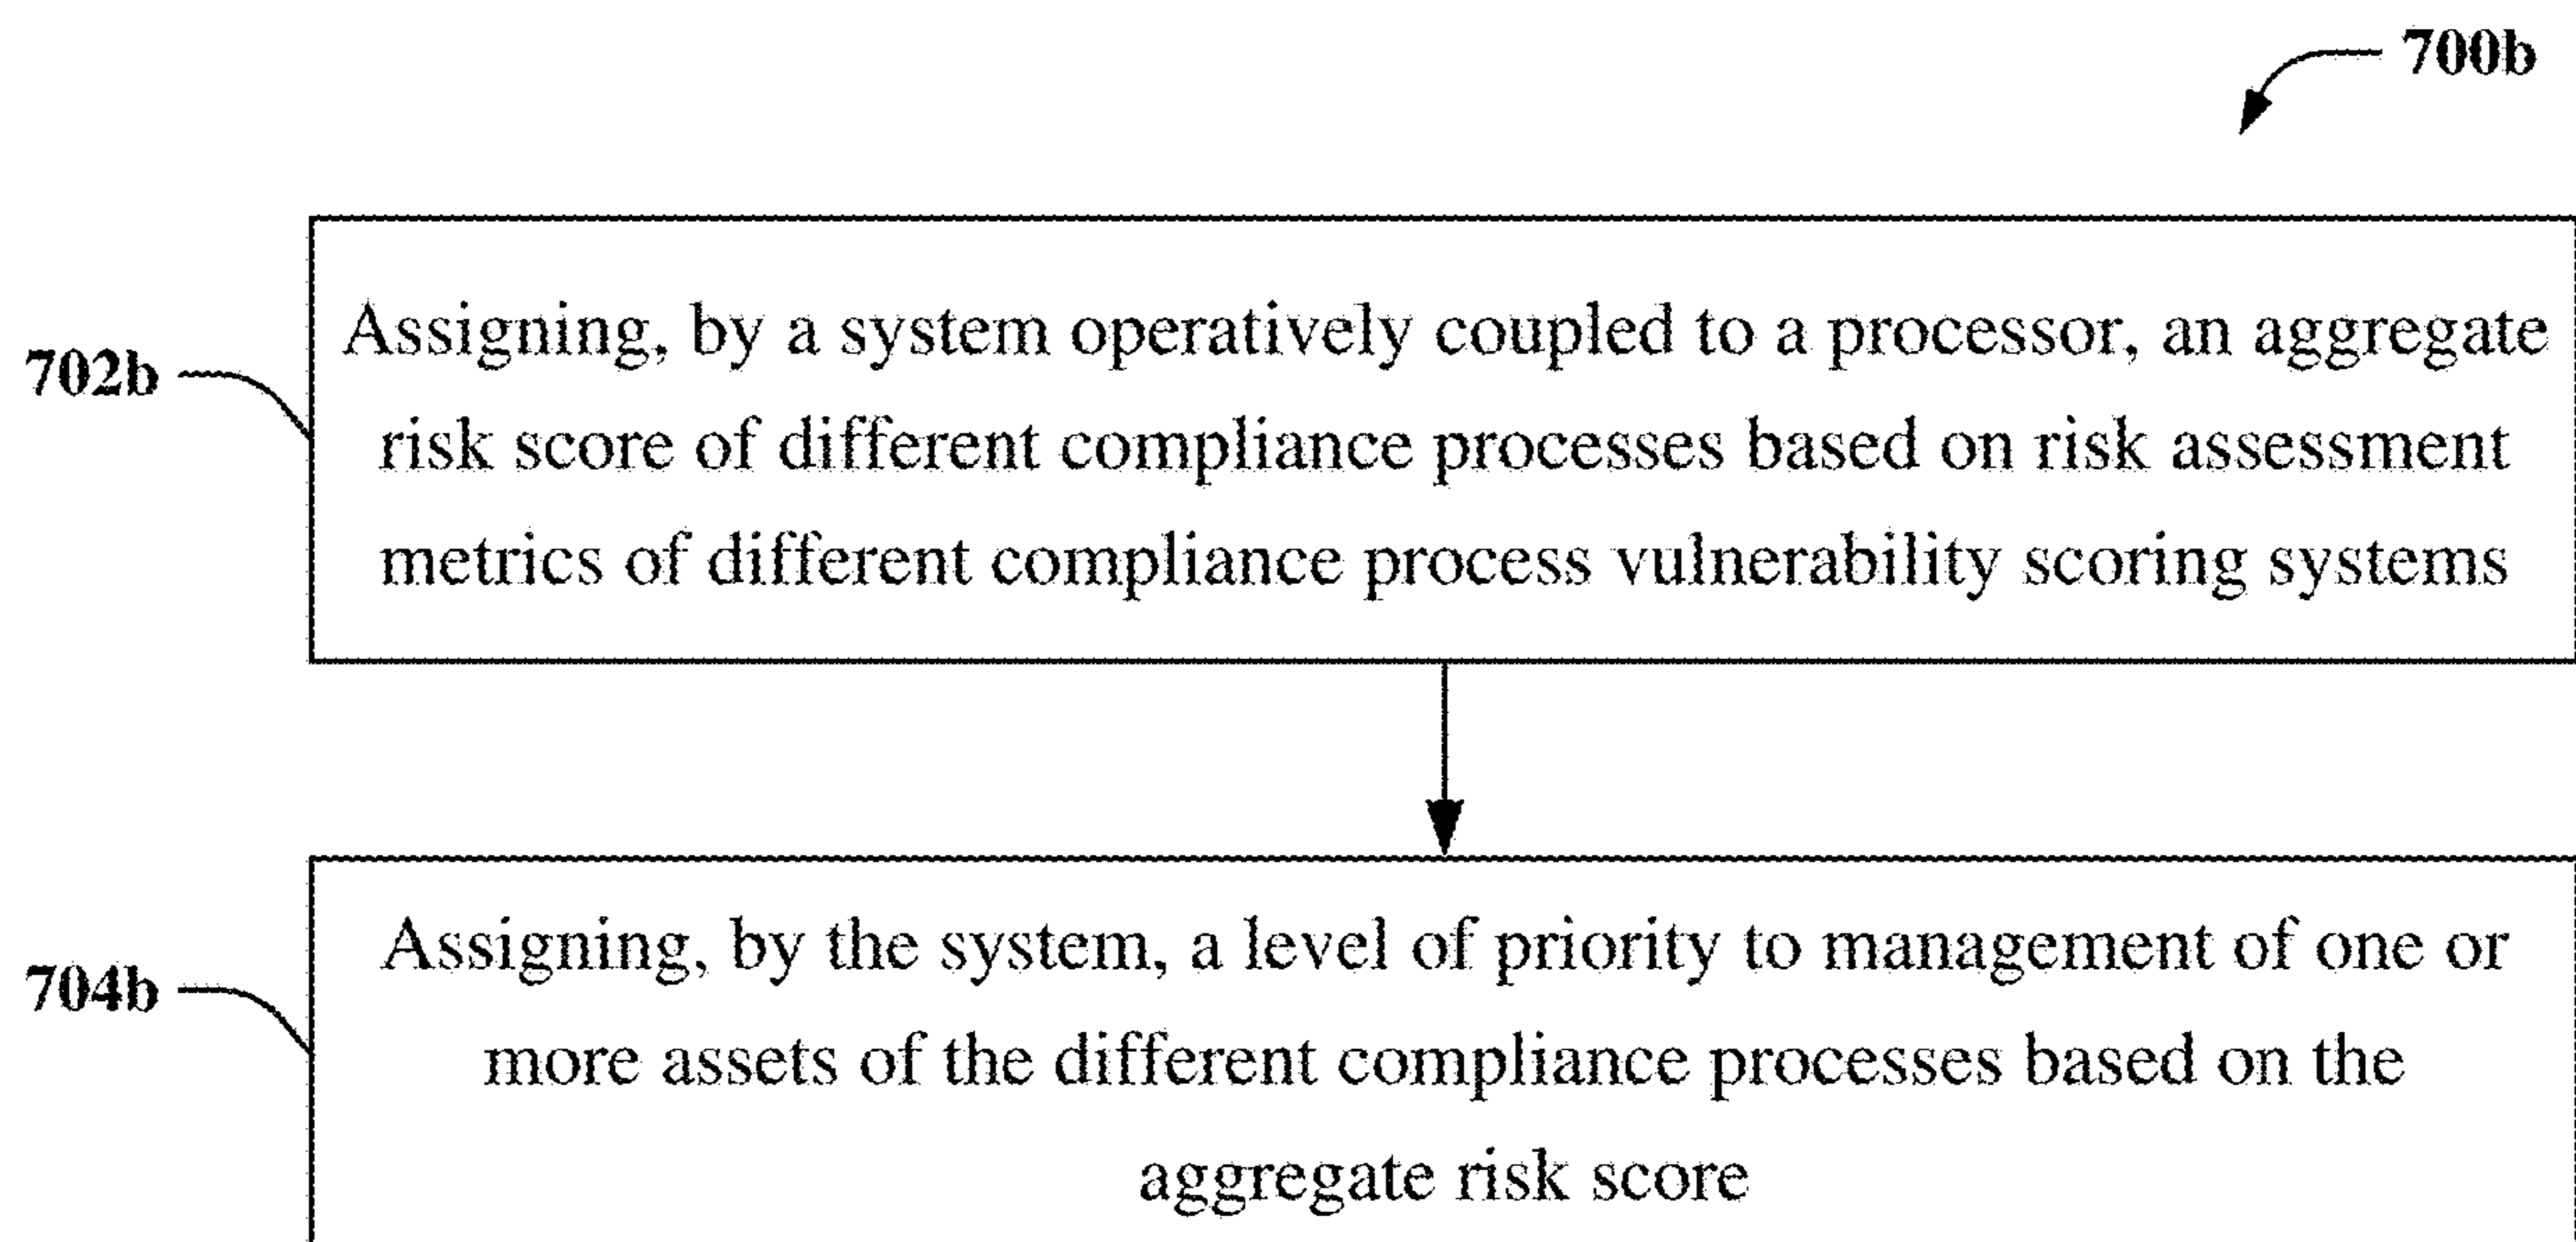 700b
702b
Assigning, by a system operatively coupled to a processor, an aggregate
risk score of different compliance processes based on risk assessment
metrics of different compliance process vulnerability scoring systems
704b
Assigning, by the system, a level of priority to management of one or
more assets of the different compliance processes based on the
aggregate risk score